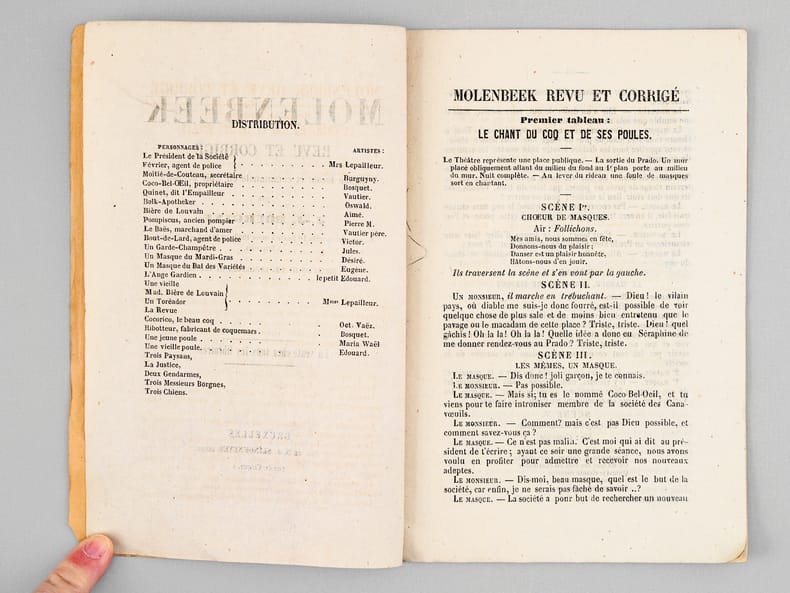 DISTRIBUTION.
PERSONNAGES: ARTISTES:
Le Président de la Société
Février, agent de police } Mrs Lepailleur.
Moitié-de-Couteau, secrétaire Burguyny.
Coco-Bel-Œil, propriétaire Bosquet.
Quinet, dit l'Empailleur Vautier.
Bolk-Apotheker Oswald.
Bière de Louvain Aimé.
Pompiscus, ancien pompier Pierre M.
Le Baës, marchand d'amer Vautier père.
Bout-de-Lard, agent de police Victor.
Un Garde-Champêtre Jules.
Un Masque du Mardi-Gras Désiré.
Un Masque du Bal des Variétés Eugène.
L'Ange Gardien le petit Edouard.
Une vieille
Mad. Bière de Louvain
Un Toréador } Mmes Lepailleur.
La Revue
Cocorico, le beau coq Oct. Vaëz.
Ribotteur, fabricant de coquemars Bosquet.
Une jeune poule Maria Waël
Une vieille poule Edouard.
Trois Paysans,
La Justice,
Deux Gendarmes,
Trois Messieurs Borgnes,
Trois Chiens.
MOLENBEEK REVU ET CORRIGÉ
Premier tableau :
LE CHANT DU COQ ET DE SES POULES.
Le Théâtre représente une place publique. — La sortie du Prado. Un mur
placé obliquement allant du milieu du fond au 1er plan porte au milieu
du mur. Nuit complète. — Au lever du rideau une foule de masques
sort en chantant.
SCÈNE Ire.
CHŒUR DE MASQUES.
Air : Follichons.
Mes amis, nous sommes en fête,
Donnons-nous du plaisir ;
Danser est un plaisir honnête,
Hâtons-nous d'en jouir.
Ils traversent la scène et s'en vont par la gauche.
SCÈNE II.
UN MONSIEUR, il marche en trébuchant. — Dieu ! le vilain
pays, où diable me suis-je donc fourré, est-il possible de voir
quelque chose de plus sale et de moins bien entretenu que le
pavage ou le macadam de cette place ? Triste, triste. Dieu ! quel
gâchis ! Oh la la ! Oh la la ! Quelle idée a donc eu Séraphine de
me donner rendez-vous au Prado ? Triste, triste.
SCÈNE III.
LES MÊMES, UN MASQUE.
LE MASQUE. — Dis donc ! joli garçon, je te connais.
LE MONSIEUR. — Pas possible.
LE MASQUE. — Mais si; tu es le nommé Coco-Bel-Oeil, et tu
viens pour te faire introniser membre de la société des Cana-
vœuils.
LE MONSIEUR. — Comment? mais c'est pas Dieu possible, et
comment savez-vous ça ?
LE MASQUE. — Ce n'est pas malin. C'est moi qui ai dit au pré-
sident de t'écrire ; ayant ce soir une grande séance, nous avons
voulu en profiter pour admettre et recevoir nos nouveaux
adeptes.
LE MONSIEUR. — Dis-moi, beau masque, quel est le but de la
société, car enfin, je ne serais pas fâché de savoir ..?
LE MASQUE. — La société a pour but de rechercher un nouveau